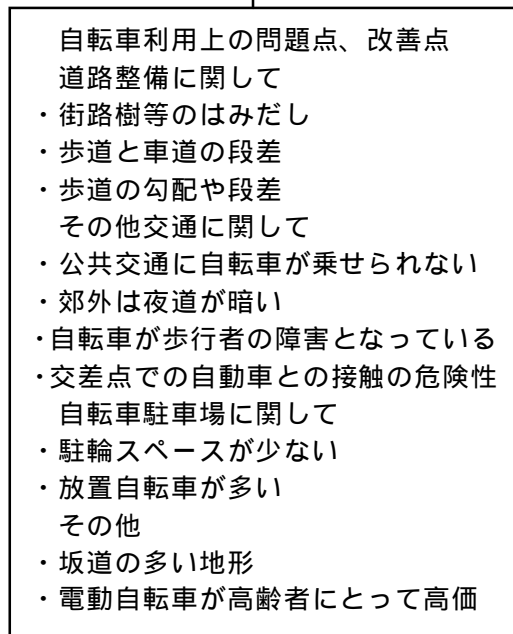 自転車利用上の問題点、改善点
道路整備に関して
・街路樹等のはみだし
・歩道と車道の段差
・歩道の勾配や段差
その他交通に関して
・公共交通に自転車が乗せられない
・郊外は夜道が暗い
・自転車が歩行者の障害となっている
・交差点での自動車との接触の危険性
自転車駐車場に関して
・駐輪スペースが少ない
・放置自転車が多い
その他
・坂道の多い地形
・電動自転車が高齢者にとって高価